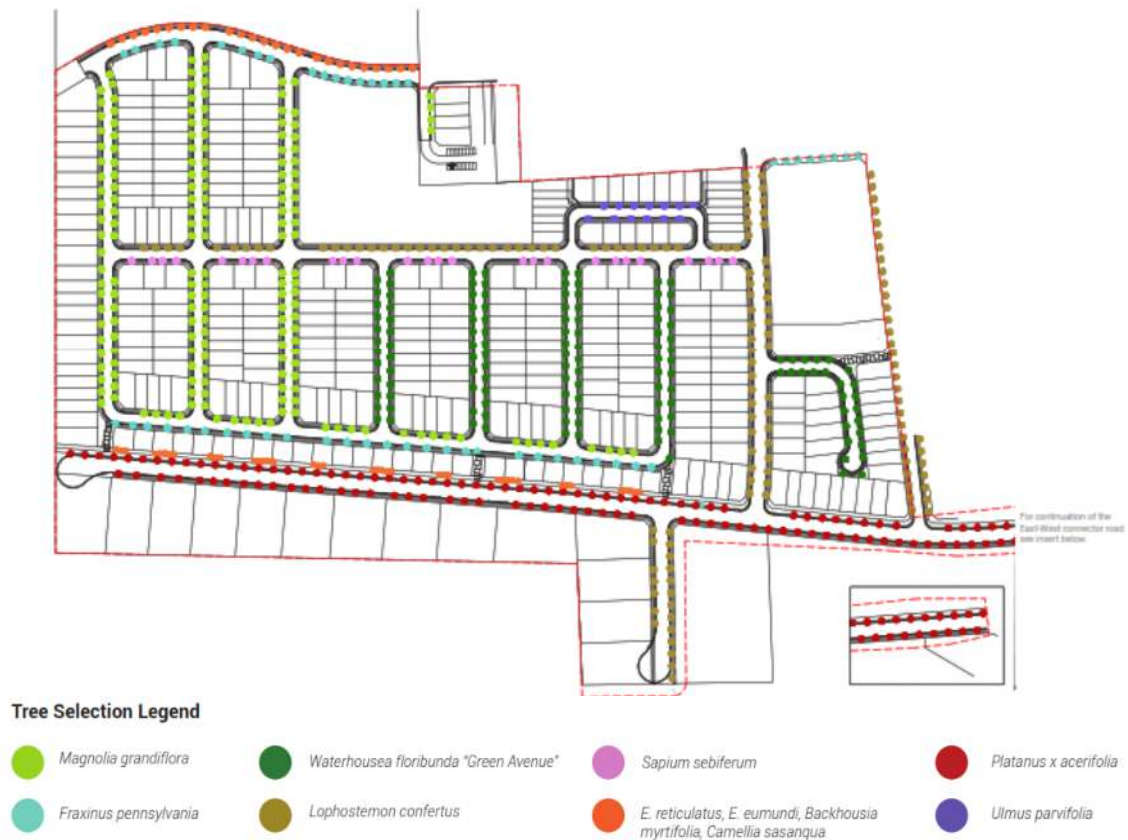 For continuation of the
East-West connector road
see insert below
Tree Selection Legend
Magnolia grandiflora
Waterhousea floribunda "Green Avenue"
Sapium sebiferum
Platanus x acerifolia
Fraxinus pennsylvania
Lophostemon confertus
E. reticulatus, E. eumundi, Backhousia
myrtifolia, Camellia sasanqua
Ulmus parvifolia